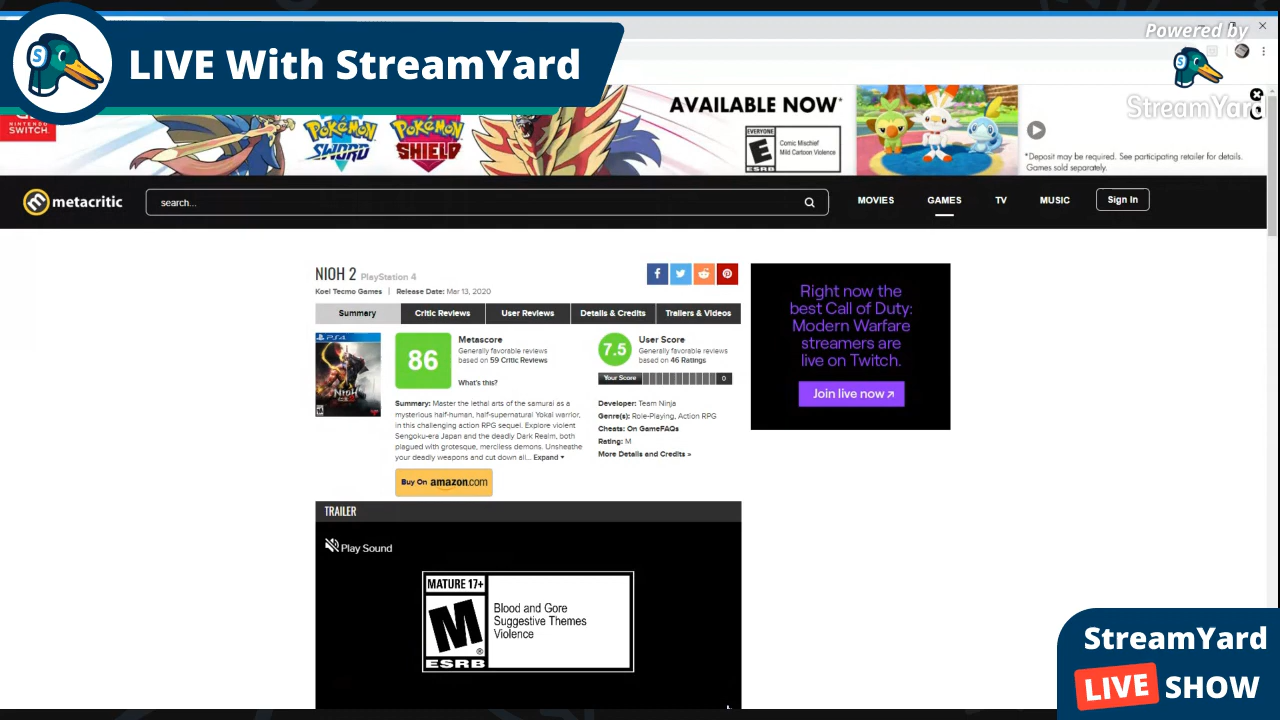 LIVE With StreamYard
Powered by
StreamYard
NINTENDO
SWITCH
Pokémon
SWORD
Pokémon
SHIELD
AVAILABLE NOW*
EVERYONE
E
ESRB
Comic Mischief
Mild Cartoon Violence
*Deposit may be required. See participating retailer for details.
Games sold separately.
metacritic
search...
MOVIES GAMES TV MUSIC Sign In
NIOH 2 PlayStation 4
Koei Tecmo Games | Release Date: Mar 13, 2020
Summary Critic Reviews User Reviews Details & Credits Trailers & Videos
PS4
NIOH
86
Metascore
Generally favorable reviews
based on 59 Critic Reviews
What's this?
7.5
User Score
Generally favorable reviews
based on 46 Ratings
Your Score 0
Summary: Master the lethal arts of the samurai as a
mysterious half-human, half-supernatural Yokai warrior,
in this challenging action RPG sequel. Explore violent
Sengoku-era Japan and the deadly Dark Realm, both
plagued with grotesque, merciless demons. Unsheathe
your deadly weapons and cut down all... Expand
Buy On amazon.com
Developer: Team Ninja
Genre(s): Role-Playing, Action RPG
Cheats: On GameFAQs
Rating: M
More Details and Credits »
Right now the
best Call of Duty:
Modern Warfare
streamers are
live on Twitch.
Join live now
TRAILER
Play Sound
MATURE 17+
M
ESRB
Blood and Gore
Suggestive Themes
Violence
StreamYard
LIVE SHOW